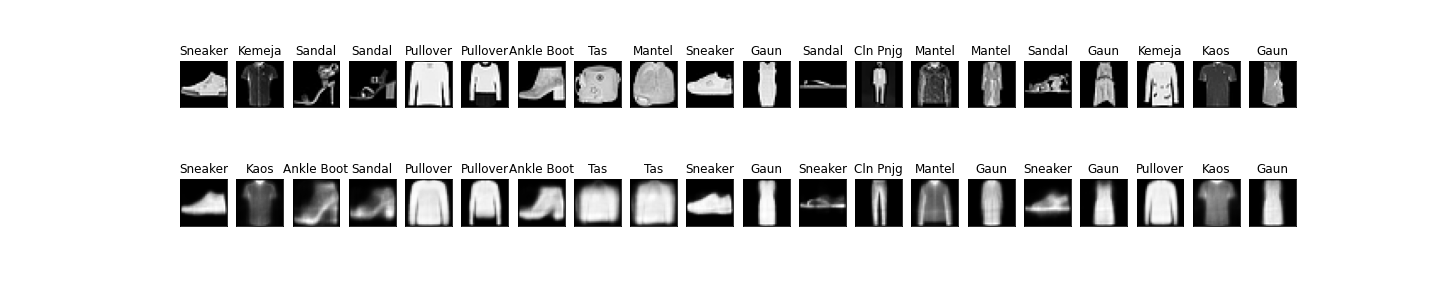 Sneaker Kemeja Sandal Sandal Pullover Pullover Ankle Boot Tas Mantel Sneaker Gaun Sandal Cln Pnjg Mantel Mantel Sandal Gaun Kemeja Kaos Gaun
Sneaker Kaos Ankle Boot Sandal Pullover Pullover Ankle Boot Tas Tas Sneaker Gaun Sneaker Cln Pnjg Mantel Gaun Sneaker Gaun Pullover Kaos Gaun